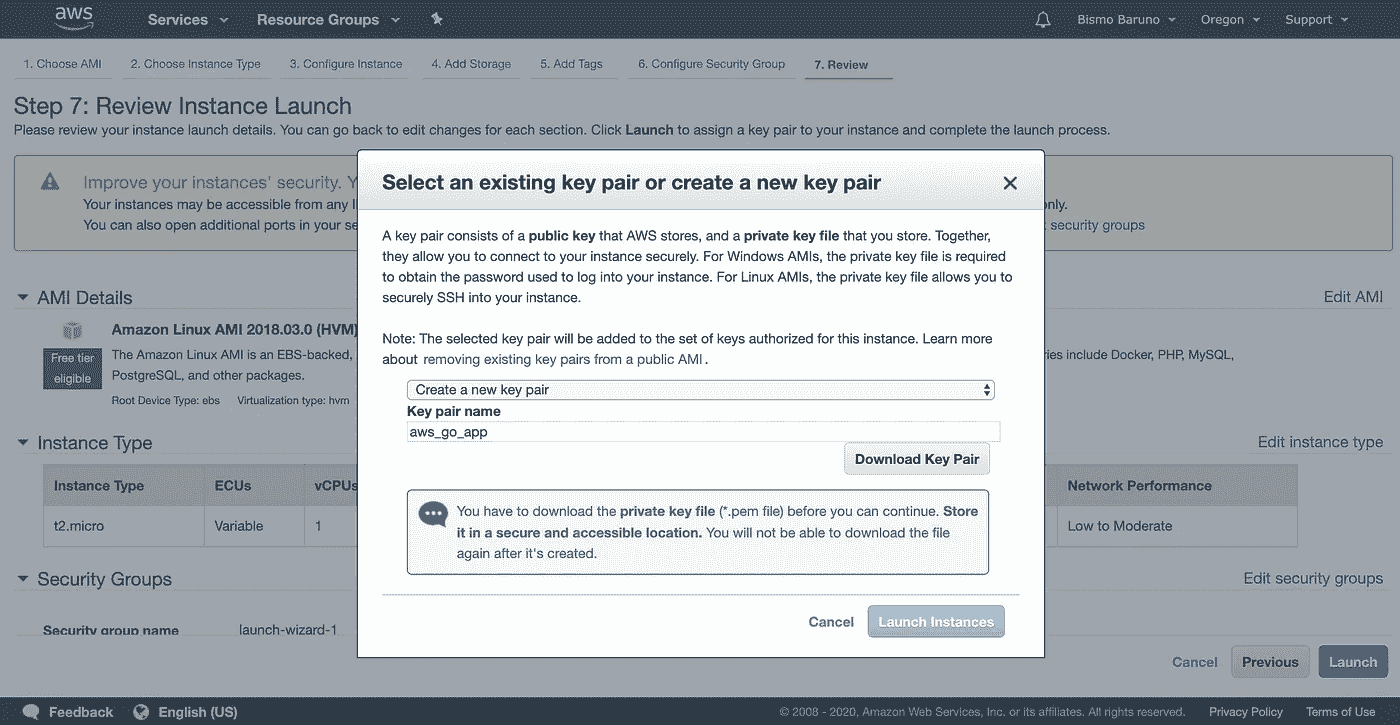 aws
Services
Resource Groups
Bismo Baruno
Oregon
Support
1. Choose AMI
2. Choose Instance Type
3. Configure Instance
4. Add Storage
5. Add Tags
6. Configure Security Group
7. Review
Step 7: Review Instance Launch
Please review your instance launch details. You can go back to edit changes for each section. Click Launch to assign a key pair to your instance and complete the launch process.
Improve your instances' security. Y
Your instances may be accessible from any I
only.
You can also open additional ports in your se
security groups
Select an existing key pair or create a new key pair
A key pair consists of a public key that AWS stores, and a private key file that you store. Together,
they allow you to connect to your instance securely. For Windows AMIs, the private key file is required
to obtain the password used to log into your instance. For Linux AMIs, the private key file allows you to
securely SSH into your instance.
Note: The selected key pair will be added to the set of keys authorized for this instance. Learn more
about removing existing key pairs from a public AMI .
Create a new key pair
Key pair name
aws_go_app
Download Key Pair
You have to download the private key file (*.pem file) before you can continue. Store
it in a secure and accessible location. You will not be able to download the file
again after it's created.
Cancel
Launch Instances
AMI Details
Edit AMI
Amazon Linux AMI 2018.03.0 (HVM)
Free tier
eligible
The Amazon Linux AMI is an EBS-backed,
ries include Docker, PHP, MySQL,
PostgreSQL, and other packages.
Root Device Type: ebs
Virtualization type: hvm
Instance Type
Edit instance type
Instance Type
ECUs
vCPUs
Network Performance
t2.micro
Variable
1
Low to Moderate
Security Groups
Edit security groups
Security group name
launch-wizard-1
Cancel
Previous
Launch
Feedback
English (US)
© 2008 - 2020, Amazon Web Services, Inc. or its affiliates. All rights reserved.
Privacy Policy
Terms of Use